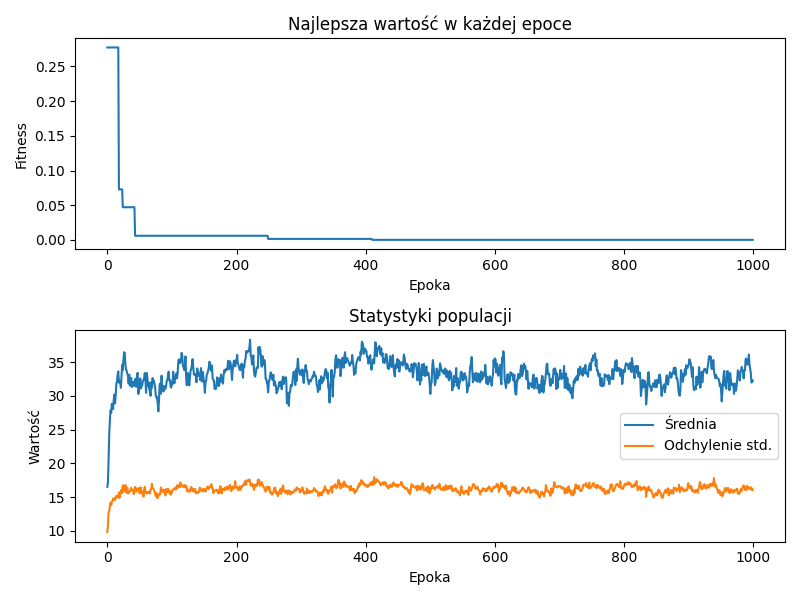 Najlepsza wartość w każdej epoce
0.25
0.20
0.15
0.10
0.05
0.00
Fitness
0 200 400 600 800 1000
Epoka
Statystyki populacji
35
30
25
20
15
10
Wartość
Średnia
Odchylenie std.
0 200 400 600 800 1000
Epoka